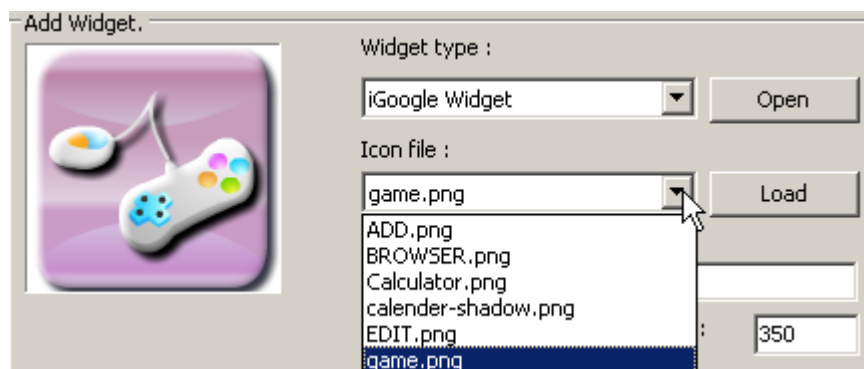 Add Widget.
Widget type :
iGoogle Widget
Open
Icon file :
game.png
Load
ADD.png
BROWSER.png
Calculator.png
calender-shadow.png
EDIT.png
:
350
game.png